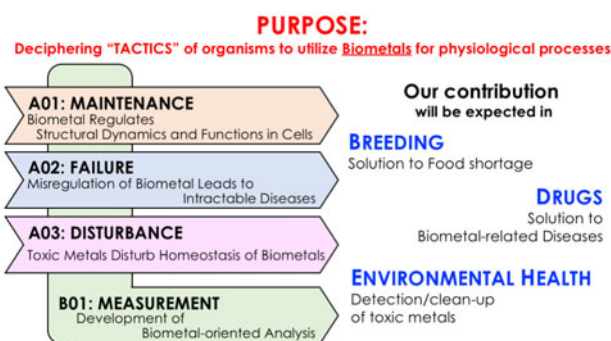 PURPOSE:
Deciphering “TACTICS” of organisms to utilize Biometals for physiological processes
A01: MAINTENANCE
Biometal Regulates
Structural Dynamics and Functions in Cells
A02: FAILURE
Misregulation of Biometal Leads to
Intractable Diseases
A03: DISTURBANCE
Toxic Metals Disturb Homeostasis of Biometals
B01: MEASUREMENT
Development of
Biometal-oriented Analysis
Our contribution
will be expected in
BREEDING
Solution to Food shortage
DRUGS
Solution to
Biometal-related Diseases
ENVIRONMENTAL HEALTH
Detection/clean-up
of toxic metals